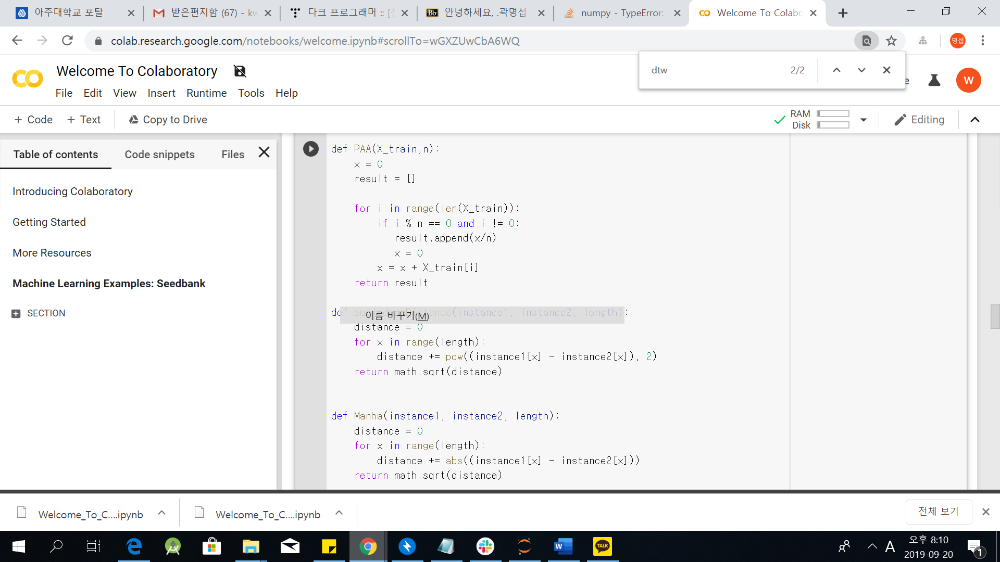 아주대학교 포탈
받은편지함 (67) - kw
다크 프로그래머 :: [
안녕하세요, .곽명섭
numpy - TypeError:
Welcome To Colabo
colab.research.google.com/notebooks/welcome.ipynb#scrollTo=wGXZUwCbA6WQ
명섭
dtw 2/2
Welcome To Colaboratory
W
File Edit View Insert Runtime Tools Help
+ Code + Text Copy to Drive
RAM
Disk
Editing
Table of contents Code snippets Files
Introducing Colaboratory
Getting Started
More Resources
Machine Learning Examples: Seedbank
SECTION
def PAA(X_train,n):
x = 0
result = []
for i in range(len(X_train)):
if i % n == 0 and i != 0:
result.append(x/n)
x = 0
x = x + X_train[i]
return result
def (instance1, instance2, length):
이름 바꾸기(M)
distance = 0
for x in range(length):
distance += pow((instance1[x] - instance2[x]), 2)
return math.sqrt(distance)
def Manha(instance1, instance2, length):
distance = 0
for x in range(length):
distance += abs((instance1[x] - instance2[x]))
return math.sqrt(distance)
Welcome_To_C....ipynb
Welcome_To_C....ipynb
전체 보기
TALK
A
오후 8:10
2019-09-20
1